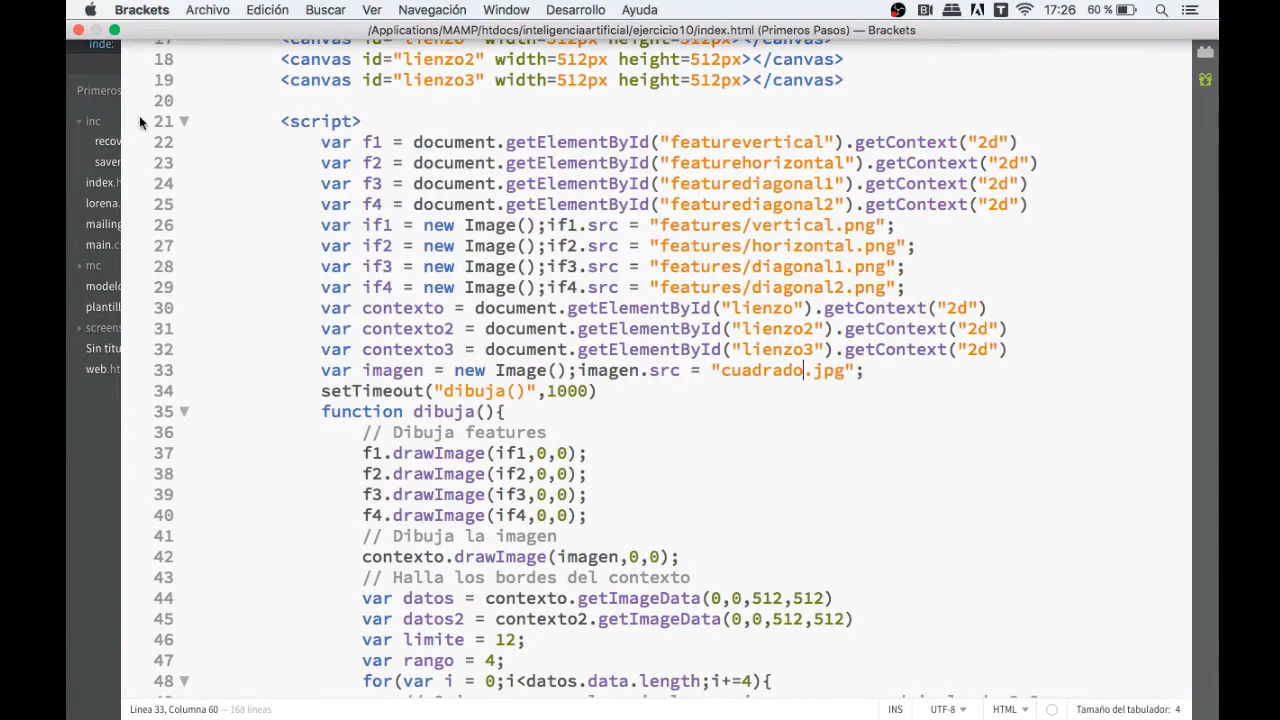 Brackets Archivo Edición Buscar Ver Navegación Window Desarrollo Ayuda 17:26 60 %
/Applications/MAMP/htdocs/inteligenciaartificial/ejercicio10/index.html (Primeros Pasos) — Brackets
inde:
Primeros
inc
recov
saver
index.h
lorena.
mailing
main.cs
mc
modelo
plantill
screens
Sin titu
web.ht
18 <canvas id="lienzo2" width=512px height=512px></canvas>
19 <canvas id="lienzo3" width=512px height=512px></canvas>
20
21 <script>
22 var f1 = document.getElementById("featurevertical").getContext("2d")
23 var f2 = document.getElementById("featurehorizontal").getContext("2d")
24 var f3 = document.getElementById("featurediagonal1").getContext("2d")
25 var f4 = document.getElementById("featurediagonal2").getContext("2d")
26 var if1 = new Image();if1.src = "features/vertical.png";
27 var if2 = new Image();if2.src = "features/horizontal.png";
28 var if3 = new Image();if3.src = "features/diagonal1.png";
29 var if4 = new Image();if4.src = "features/diagonal2.png";
30 var contexto = document.getElementById("lienzo").getContext("2d")
31 var contexto2 = document.getElementById("lienzo2").getContext("2d")
32 var contexto3 = document.getElementById("lienzo3").getContext("2d")
33 var imagen = new Image();imagen.src = "cuadrado.jpg";
34 setTimeout("dibuja()",1000)
35 function dibuja(){
36 // Dibuja features
37 f1.drawImage(if1,0,0);
38 f2.drawImage(if2,0,0);
39 f3.drawImage(if3,0,0);
40 f4.drawImage(if4,0,0);
41 // Dibuja la imagen
42 contexto.drawImage(imagen,0,0);
43 // Halla los bordes del contexto
44 var datos = contexto.getImageData(0,0,512,512)
45 var datos2 = contexto2.getImageData(0,0,512,512)
46 var limite = 12;
47 var rango = 4;
48 for(var i = 0;i<datos.data.length;i+=4){
Línea 33, Columna 60 — 168 líneas INS UTF-8 HTML Tamaño del tabulador: 4